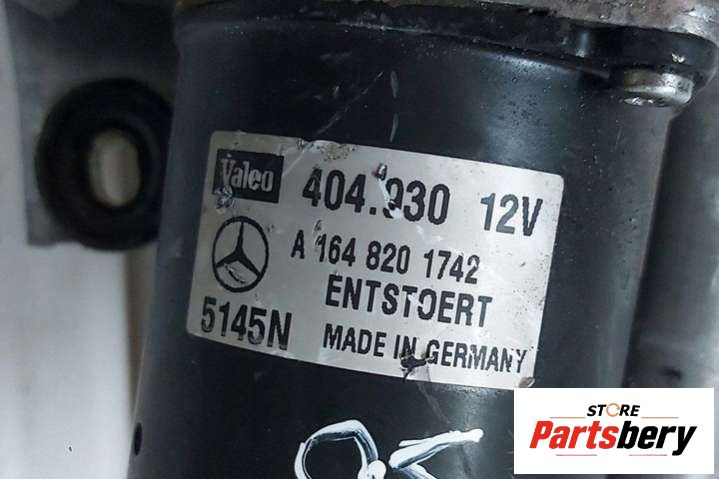 Valeo 404.930 12V
A 164 820 1742
ENTSTOERT
5145N MADE IN GERMANY
STORE
Partsbery